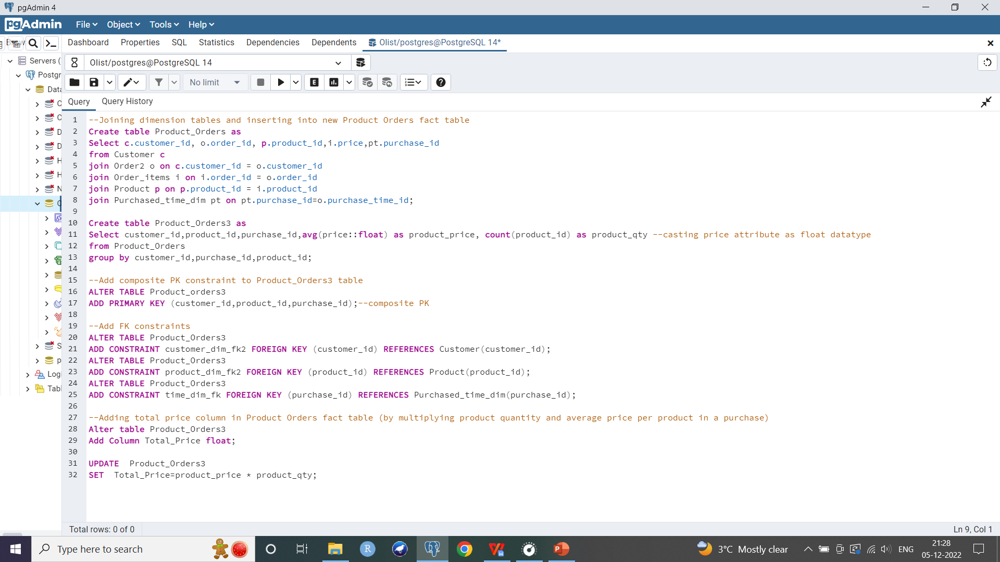 pgAdmin 4
pgAdmin File Object Tools Help
Dashboard Properties SQL Statistics Dependencies Dependents Olist/postgres@PostgreSQL 14*
Servers (
Postgr
Data
C
C
D
D
H
H
N
O
S
p
Logi
Tabl
Olist/postgres@PostgreSQL 14
No limit
E
Query Query History
1 --Joining dimension tables and inserting into new Product Orders fact table
2 Create table Product_Orders as
3 Select c.customer_id, o.order_id, p.product_id,i.price,pt.purchase_id
4 from Customer c
5 join Order2 o on c.customer_id = o.customer_id
6 join Order_items i on i.order_id = o.order_id
7 join Product p on p.product_id = i.product_id
8 join Purchased_time_dim pt on pt.purchase_id=o.purchase_time_id;
9
10 Create table Product_Orders3 as
11 Select customer_id,product_id,purchase_id,avg(price::float) as product_price, count(product_id) as product_qty --casting price attribute as float datatype
12 from Product_Orders
13 group by customer_id,purchase_id,product_id;
14
15 --Add composite PK constraint to Product_Orders3 table
16 ALTER TABLE Product_orders3
17 ADD PRIMARY KEY (customer_id,product_id,purchase_id);--composite PK
18
19 --Add FK constraints
20 ALTER TABLE Product_Orders3
21 ADD CONSTRAINT customer_dim_fk2 FOREIGN KEY (customer_id) REFERENCES Customer(customer_id);
22 ALTER TABLE Product_Orders3
23 ADD CONSTRAINT product_dim_fk2 FOREIGN KEY (product_id) REFERENCES Product(product_id);
24 ALTER TABLE Product_Orders3
25 ADD CONSTRAINT time_dim_fk FOREIGN KEY (purchase_id) REFERENCES Purchased_time_dim(purchase_id);
26
27 --Adding total price column in Product Orders fact table (by multiplying product quantity and average price per product in a purchase)
28 Alter table Product_Orders3
29 Add Column Total_Price float;
30
31 UPDATE  Product_Orders3
32 SET  Total_Price=product_price * product_qty;
Total rows: 0 of 0
Ln 9, Col 1
Type here to search
3°C Mostly clear
ENG
21:28
05-12-2022